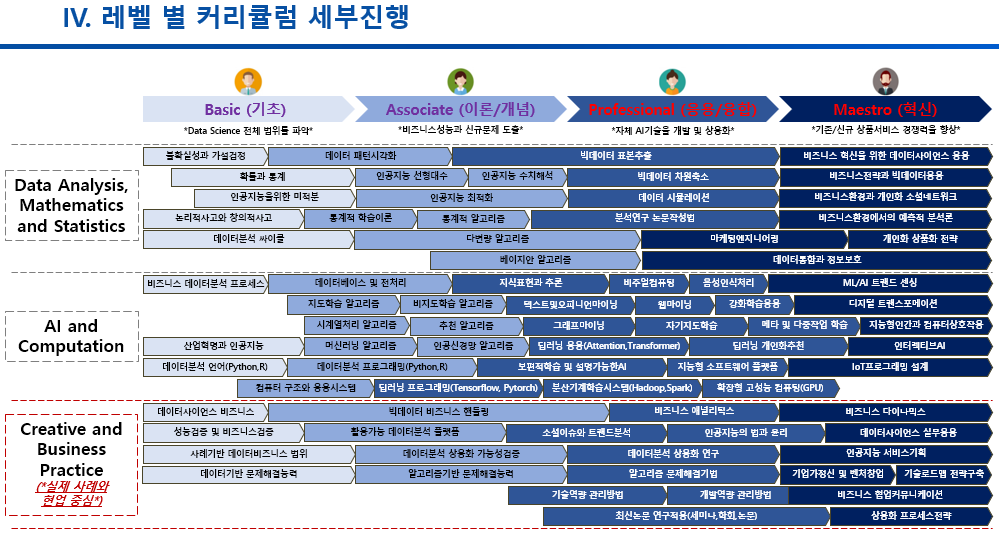 IV. 레벨 별 커리큘럼 세부진행
Basic (기초)
Associate (이론/개념)
Professional (응용/융합)
Maestro (혁신)
*Data Science 전체 범위를 파악*
*비즈니스성능과 신규문제 도출*
*자체 AI기술을 개발 및 상용화*
*기존/신규 상품서비스 경쟁력을 향상*
Data Analysis,
Mathematics
and Statistics
불확실성과 가설검정
데이터 패턴시각화
빅데이터 표본추출
비즈니스 혁신을 위한 데이터사이언스 응용
확률과 통계
인공지능 선형대수
인공지능 수치해석
빅데이터 차원축소
비즈니스전략과 빅데이터응용
인공지능을위한 미적분
인공지능 최적화
데이터 시뮬레이션
비즈니스환경과 개인화 소셜네트워크
논리적사고와 창의적사고
통계적 학습이론
통계적 알고리즘
분석연구 논문작성법
비즈니스환경에서의 예측적 분석론
데이터분석 싸이클
다변량 알고리즘
마케팅엔지니어링
개인화 상품화 전략
베이지안 알고리즘
데이터통합과 정보보호
AI and
Computation
비즈니스 데이터분석 프로세스
데이터베이스 및 전처리
지식표현과 추론
비주얼컴퓨팅
음성인식처리
ML/AI 트랜드 센싱
지도학습 알고리즘
비지도학습 알고리즘
텍스트및오피니언마이닝
웹마이닝
강화학습응용
디지털 트랜스포메이션
시계열처리 알고리즘
추천 알고리즘
그래프마이닝
자기지도학습
메타 및 다중작업 학습
지능형인간과 컴퓨터상호작용
산업혁명과 인공지능
머신러닝 알고리즘
인공신경망 알고리즘
딥러닝 응용(Attention,Transformer)
딥러닝 개인화추천
인터랙티브AI
데이터분석 언어(Python,R)
데이터분석 프로그래밍(Python,R)
보편적학습 및 설명가능한AI
지능형 소프트웨어 플랫폼
IoT프로그래밍 설계
컴퓨터 구조와 응용시스템
딥러닝 프로그래밍(Tensorflow, Pytorch)
분산기계학습시스템(Hadoop,Spark)
확장형 고성능 컴퓨팅(GPU)
Creative and
Business
Practice
(*실제 사례와
현업 중심*)
데이터사이언스 비즈니스
빅데이터 비즈니스 핸들링
비즈니스 애널리틱스
비즈니스 다이나믹스
성능검증 및 비즈니스검증
활용가능 데이터분석 플랫폼
소셜이슈와 트랜드분석
인공지능의 법과 윤리
데이터사이언스 실무응용
사례기반 데이터비즈니스 범위
데이터분석 상용화 가능성검증
데이터분석 상용화 연구
인공지능 서비스기획
데이터기반 문제해결능력
알고리즘기반 문제해결능력
알고리즘 문제해결기법
기업가정신 및 벤처창업
기술로드맵 전략구축
기술역량 관리방법
개발역량 관리방법
비즈니스 협업커뮤니케이션
최신논문 연구적용(세미나,학회,논문)
상용화 프로세스전략